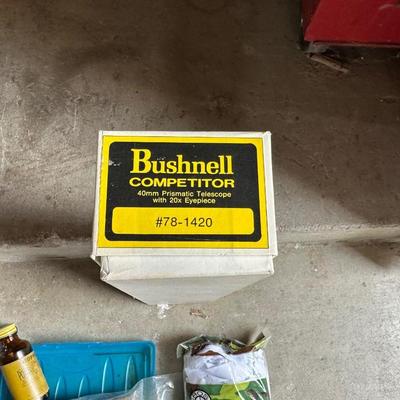 Bushnell
COMPETITOR
40mm Prismatic Telescope
with 20x Eyepiece
#78-1420